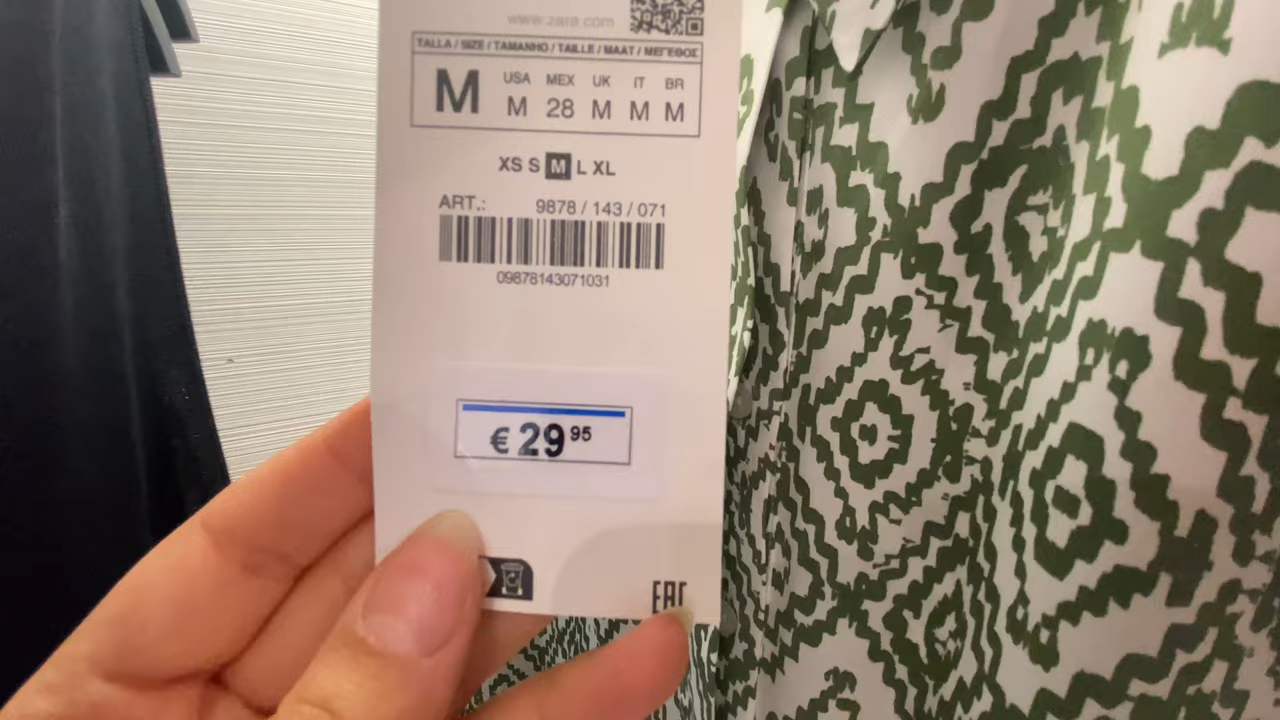 www.zara.com
TALLA / SIZE / TAMANHO / TAILLE / MAAT / ΜΕΓΕΘΟΣ
M USA MEX UK IT BR
M 28 M M M
XS S M L XL
ART.: 9878 / 143 / 071
09878143071031
€ 29 95
EAC